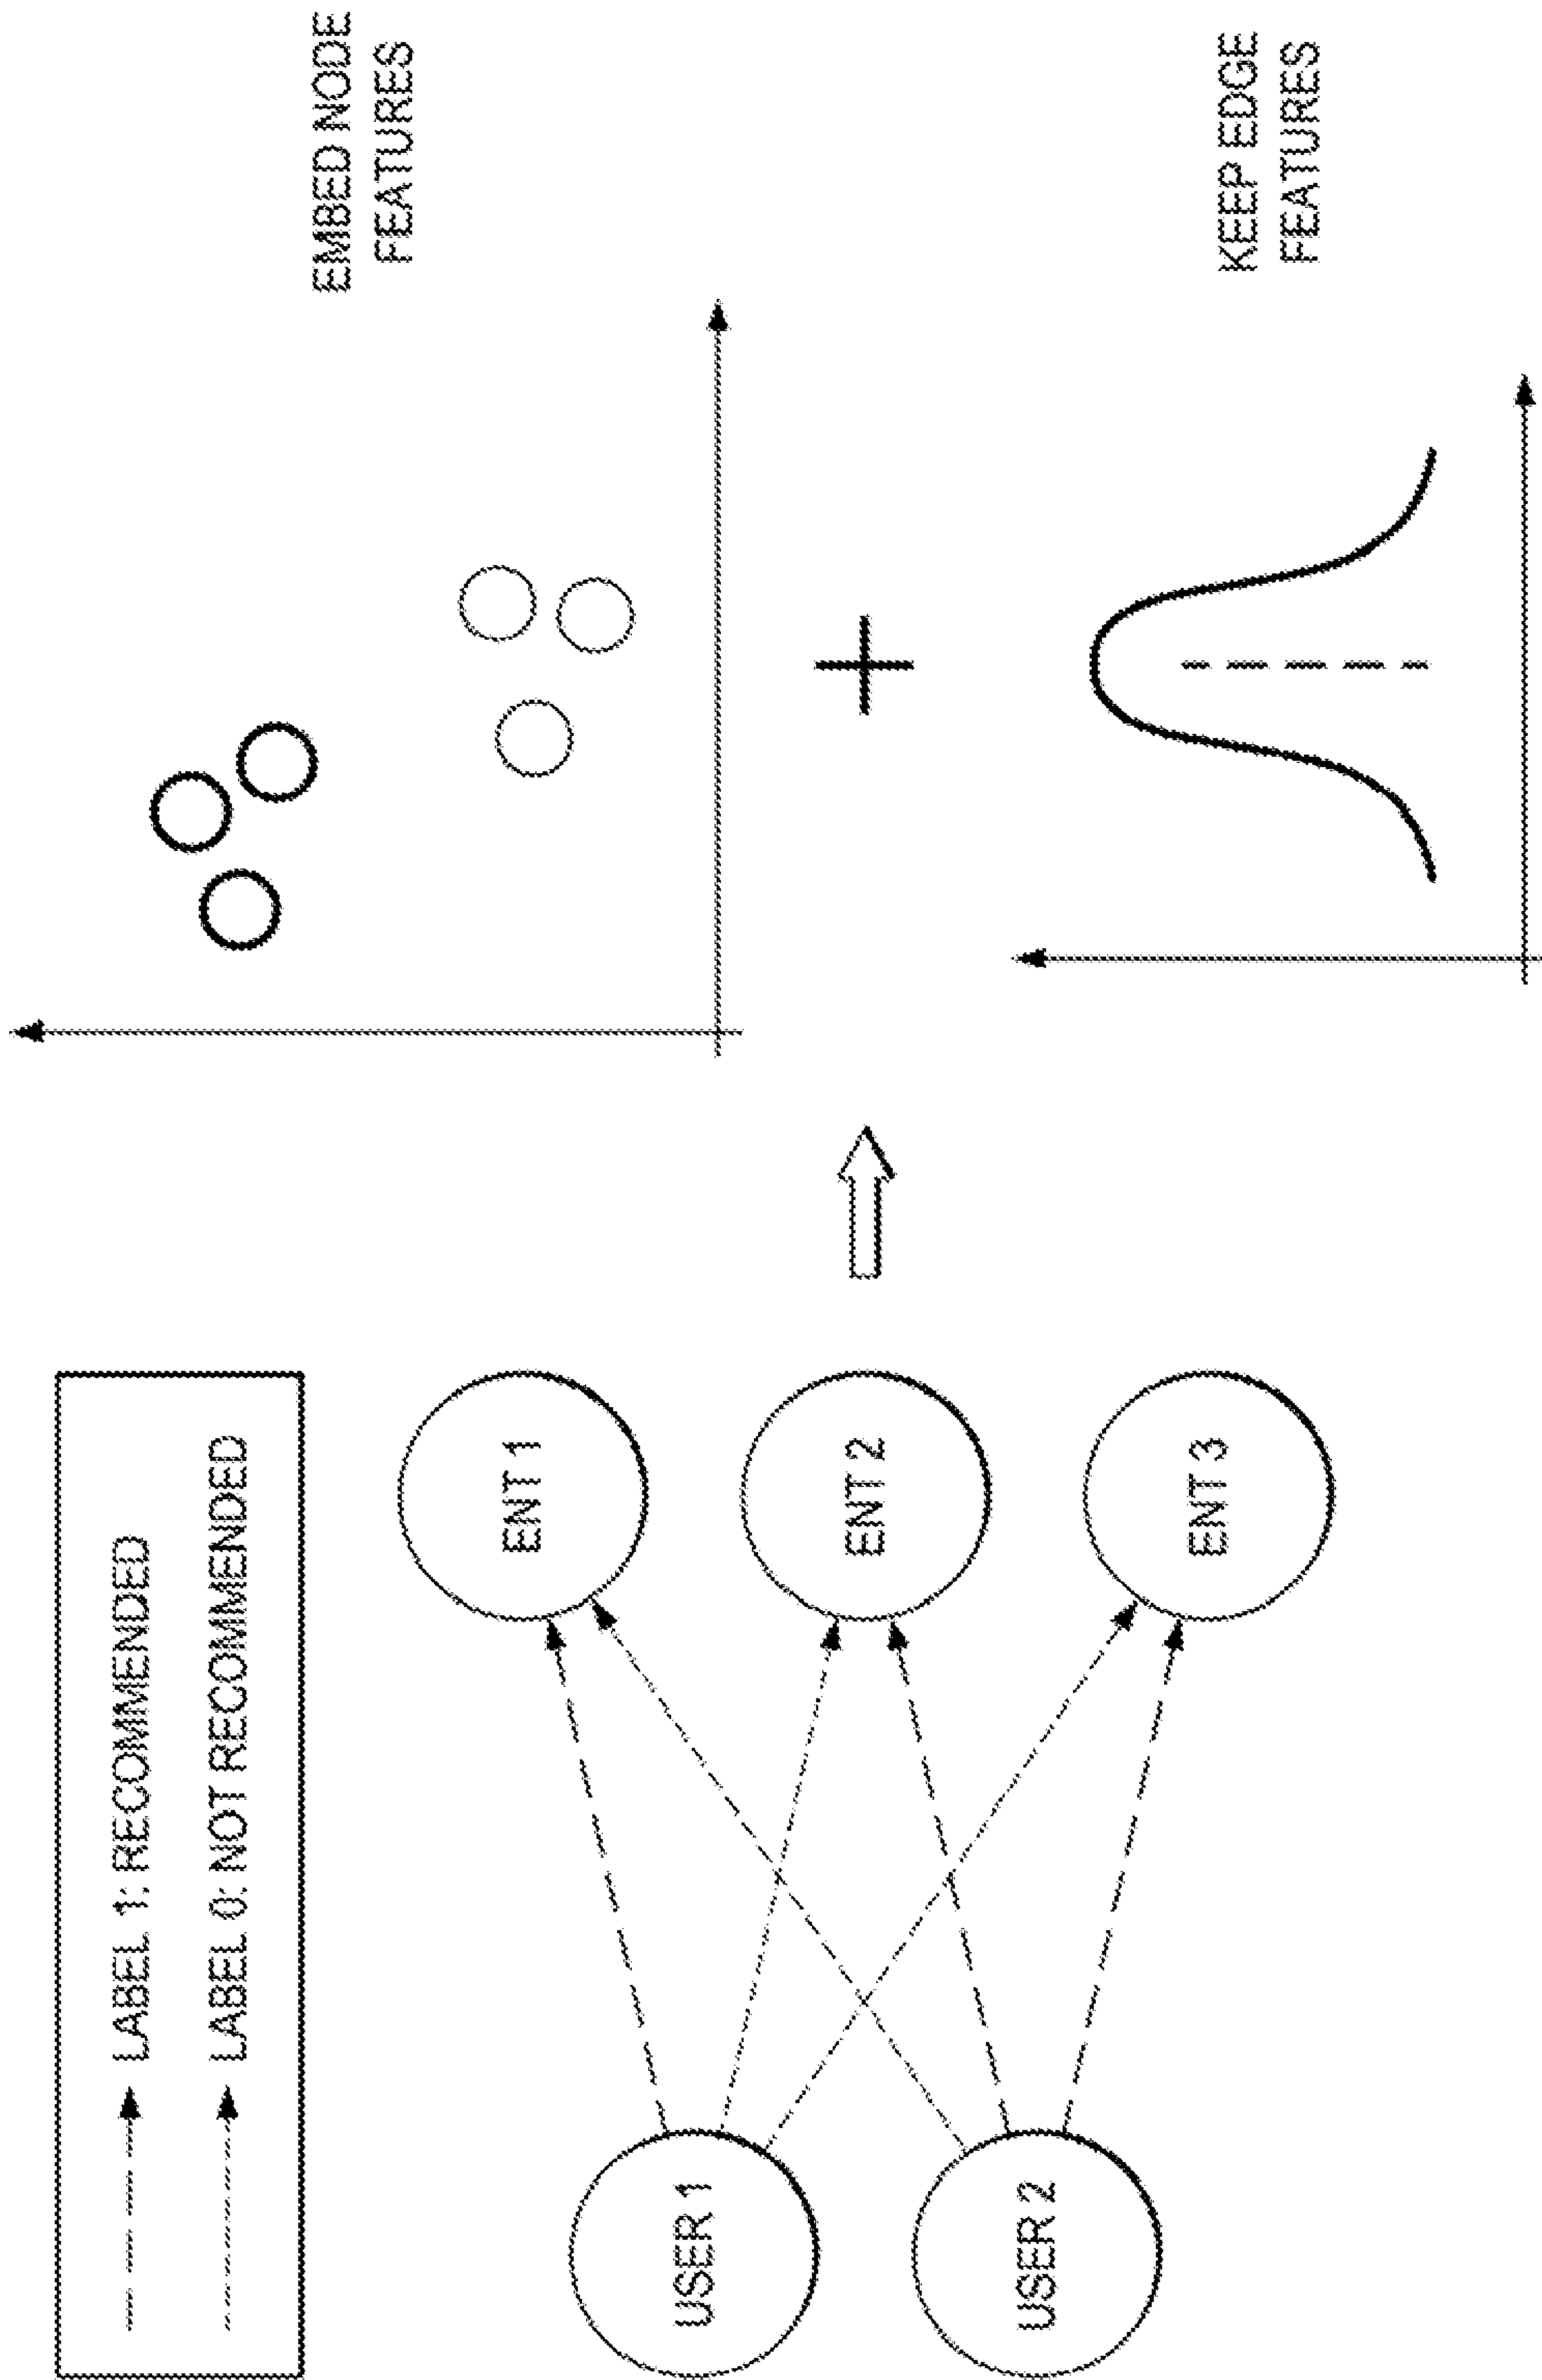 LABEL 1: RECOMMENDED
LABEL 0: NOT RECOMMENDED
USER 1
USER 2
ENT 1
ENT 2
ENT 3
EMBED NODE
FEATURES
KEEP EDGE
FEATURES